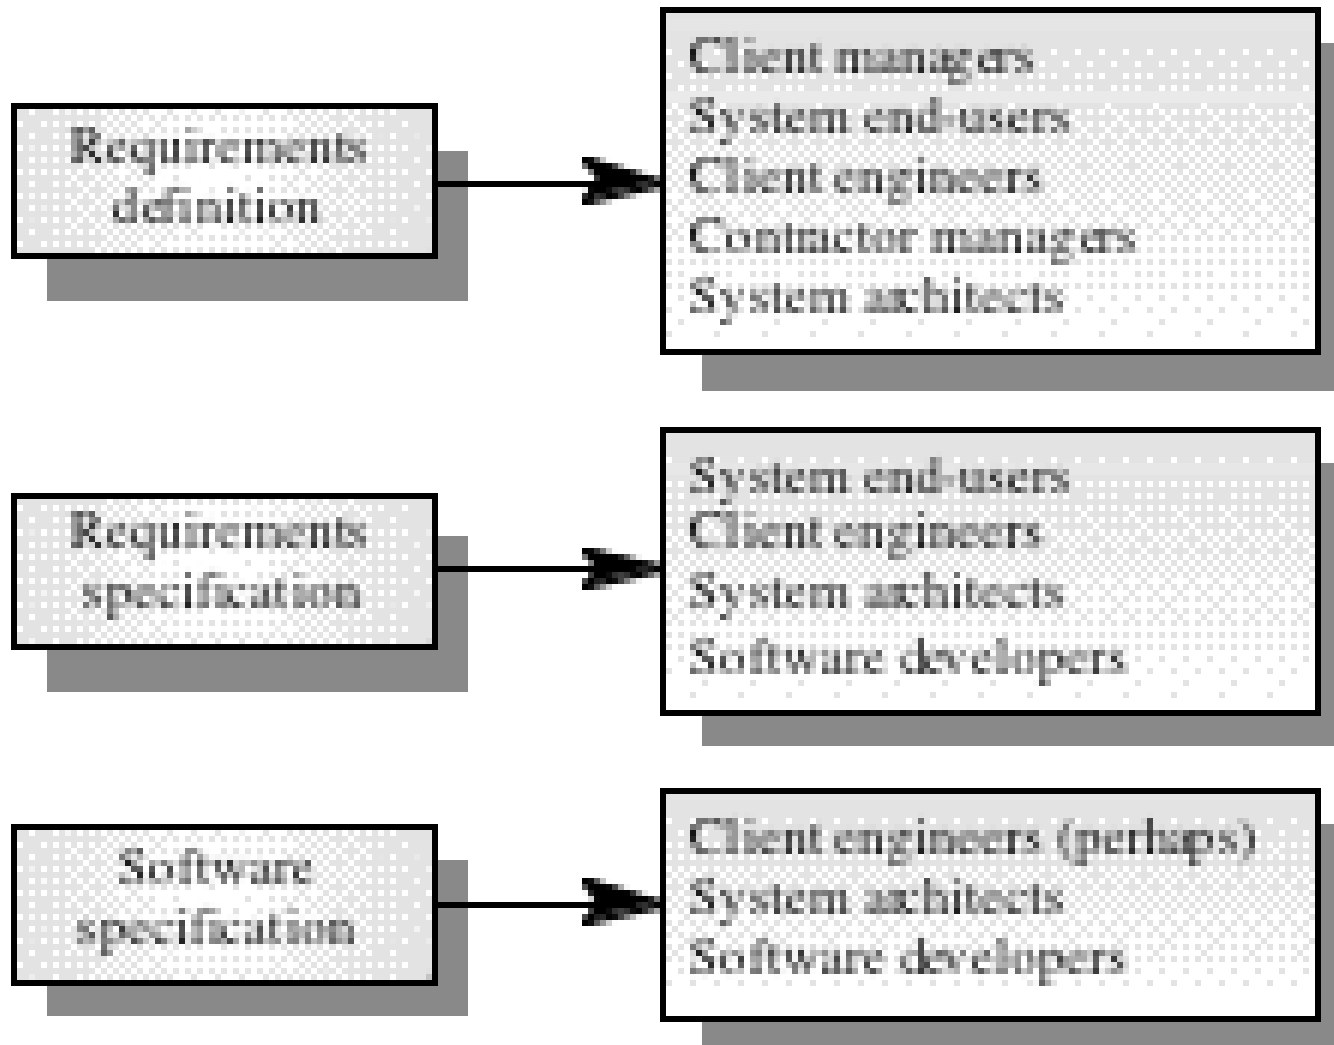 Requirements
definition
Client managers
System end-users
Client engineers
Contractor managers
System architects
Requirements
specification
System end-users
Client engineers
System architects
Software developers
Software
specification
Client engineers (perhaps)
System architects
Software developers